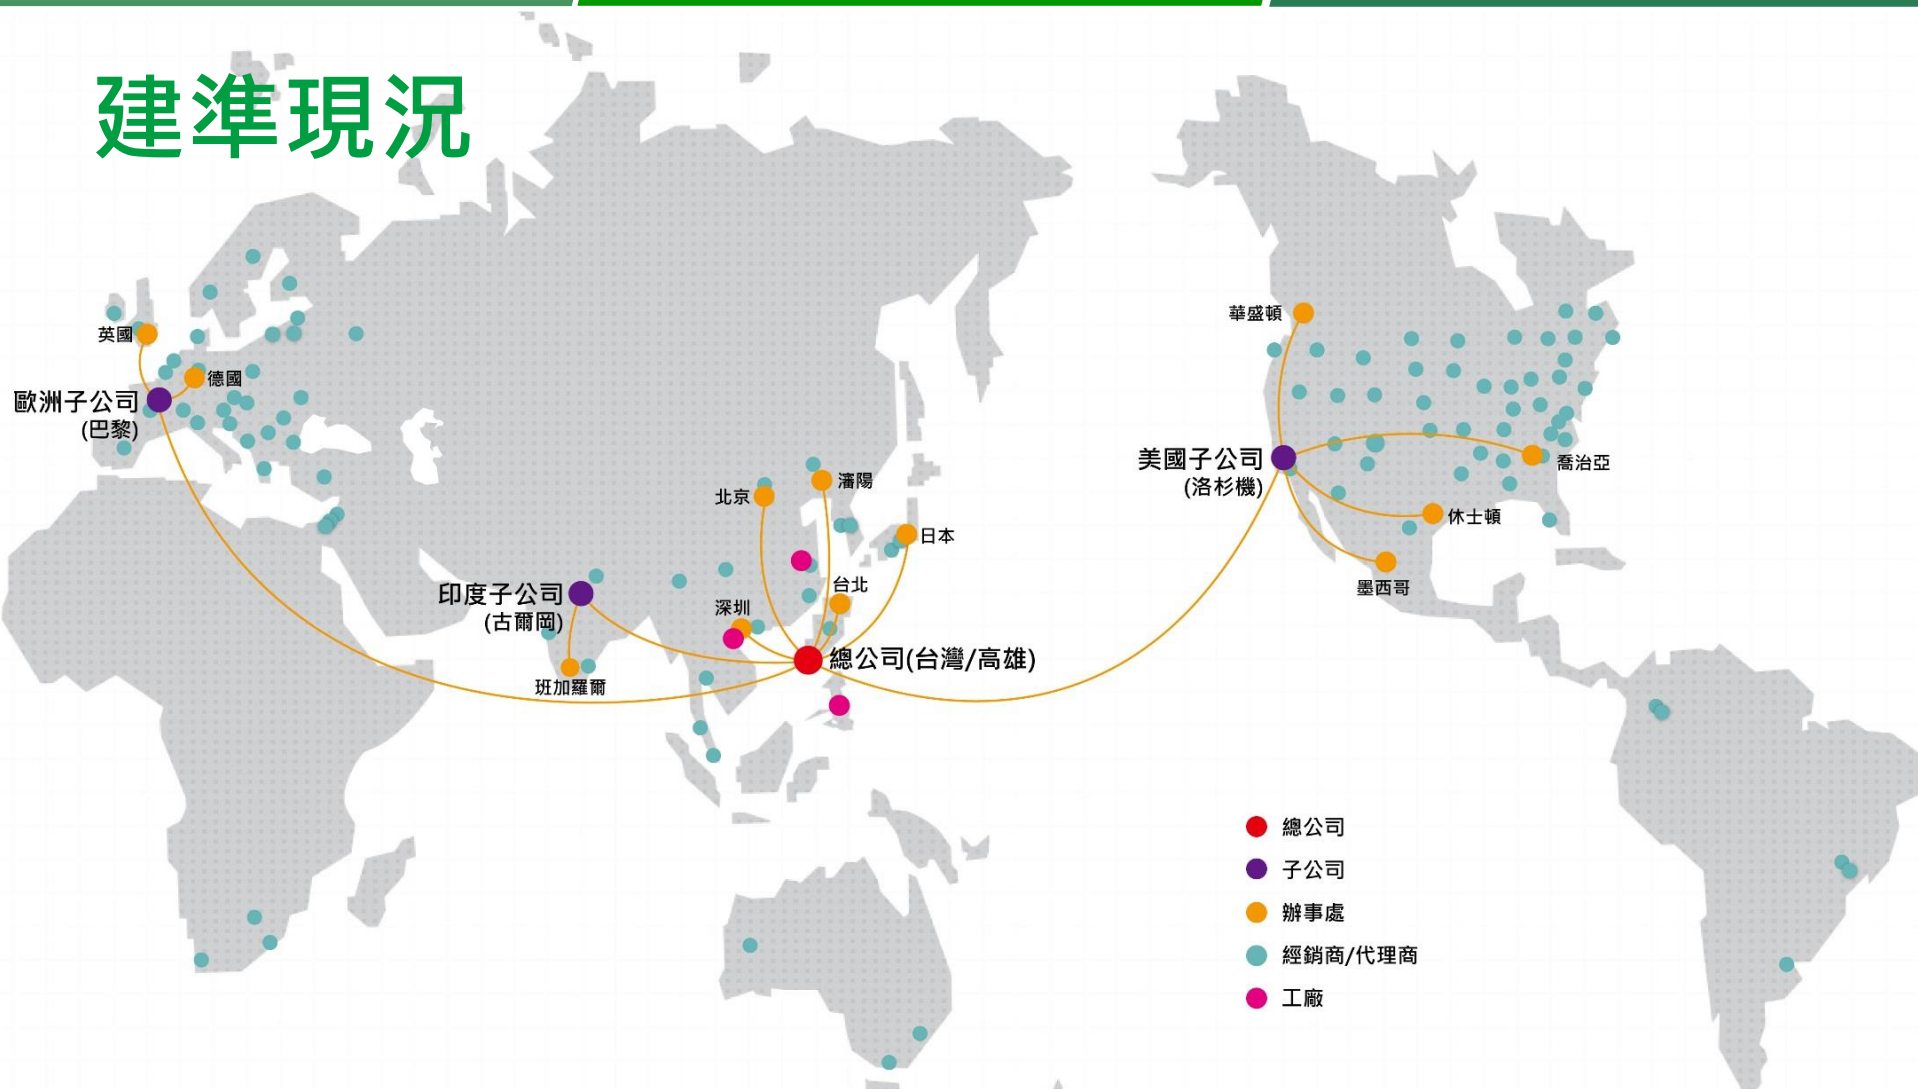 建準現況
英國
德國
歐洲子公司
(巴黎)
北京
瀋陽
日本
台北
深圳
印度子公司
(古爾岡)
班加羅爾
總公司(台灣/高雄)
華盛頓
美國子公司
(洛杉機)
喬治亞
休士頓
墨西哥
總公司
子公司
辦事處
經銷商/代理商
工廠